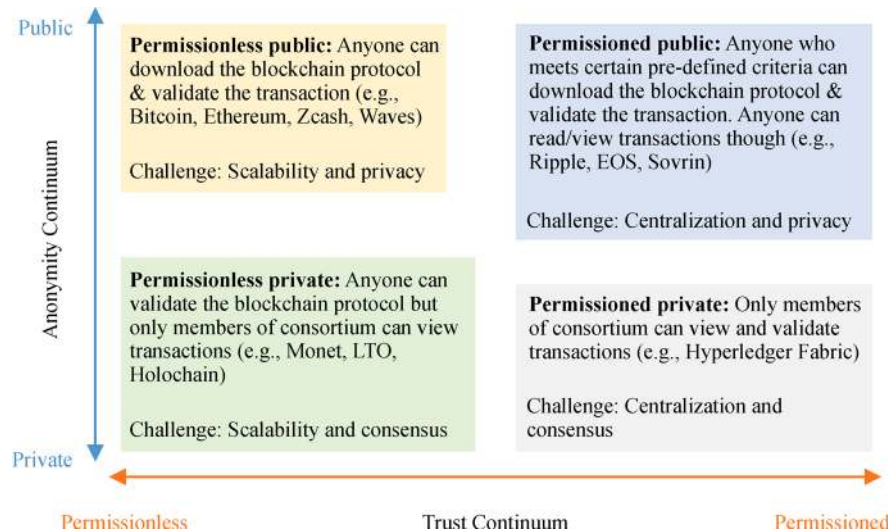 Public
Permissionless public: Anyone can
download the blockchain protocol
& validate the transaction (e.g.,
Bitcoin, Ethereum, Zcash, Waves)
Challenge: Scalability and privacy
Permissioned public: Anyone who
meets certain pre-defined criteria can
download the blockchain protocol &
validate the transaction. Anyone can
read/view transactions though (e.g.,
Ripple, EOS, Sovrin)
Challenge: Centralization and privacy
Anonymity Continuum
Permissionless private: Anyone can
validate the blockchain protocol but
only members of consortium can view
transactions (e.g., Monet, LTO,
Holochain)
Challenge: Scalability and consensus
Permissioned private: Only members
of consortium can view and validate
transactions (e.g., Hyperledger Fabric)
Challenge: Centralization and
consensus
Private
Permissionless
Trust Continuum
Permissioned